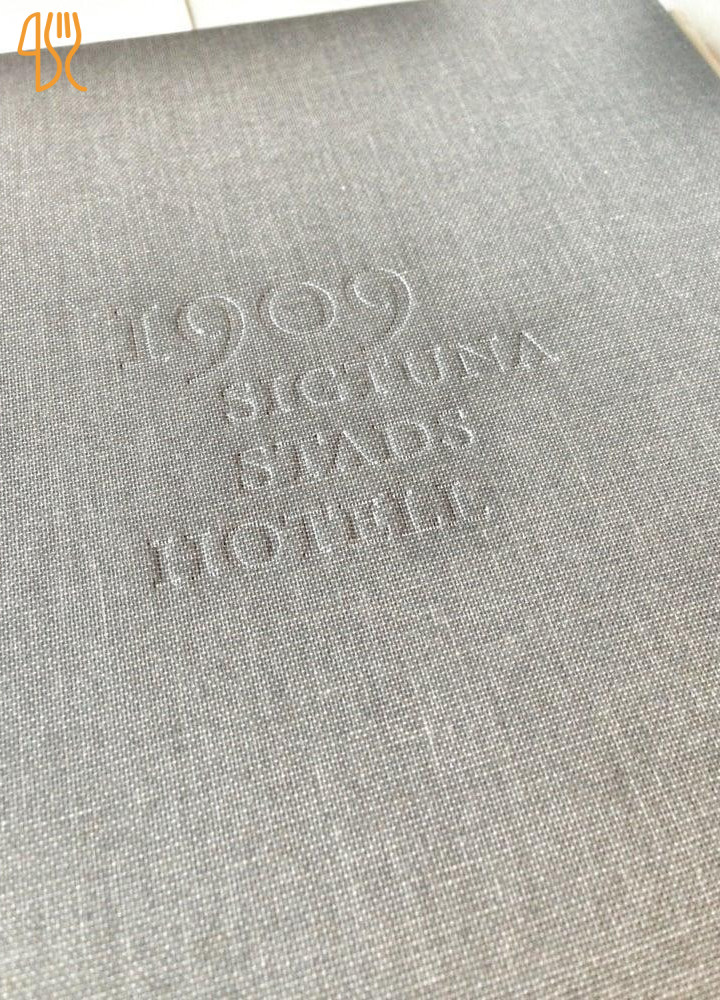 1909
SIGTUNA
STADS
HOTELL